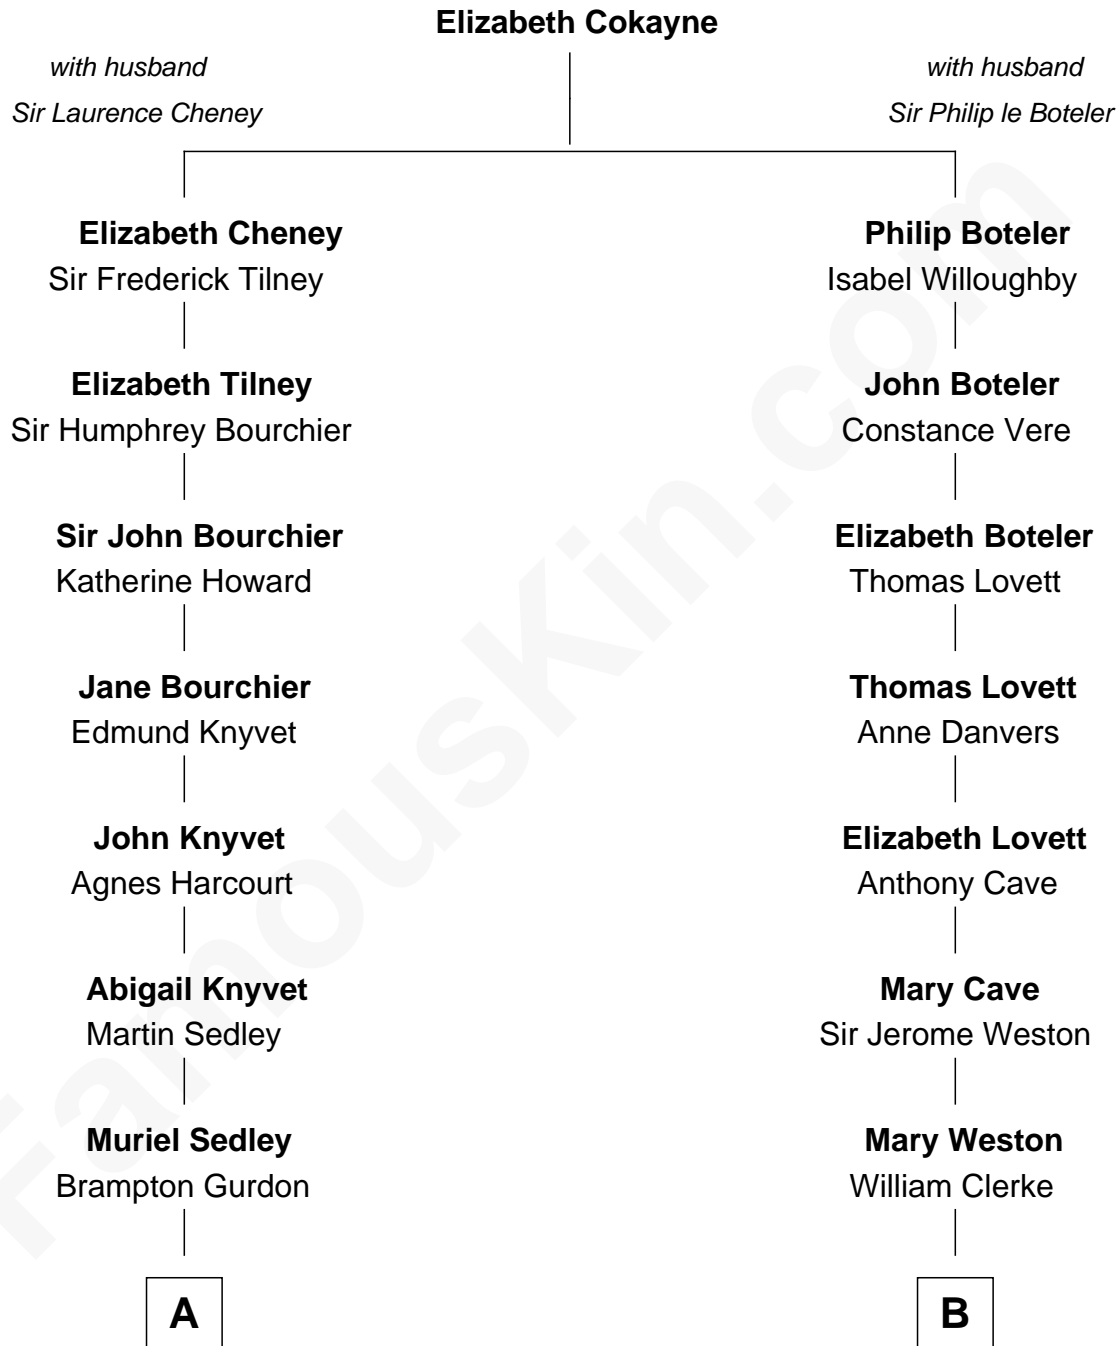 Elizabeth Cokayne
with husband
Sir Laurence Cheney
with husband
Sir Philip le Boteler
Elizabeth Cheney
Sir Frederick Tilney
Philip Boteler
Isabel Willoughby
Elizabeth Tilney
Sir Humphrey Bourchier
John Boteler
Constance Vere
Sir John Bourchier
Katherine Howard
Elizabeth Boteler
Thomas Lovett
Jane Bourchier
Edmund Knyvet
Thomas Lovett
Anne Danvers
John Knyvet
Agnes Harcourt
Elizabeth Lovett
Anthony Cave
Abigail Knyvet
Martin Sedley
Mary Cave
Sir Jerome Weston
Muriel Sedley
Brampton Gurdon
Mary Weston
William Clerke
A
B
FamousKin.com